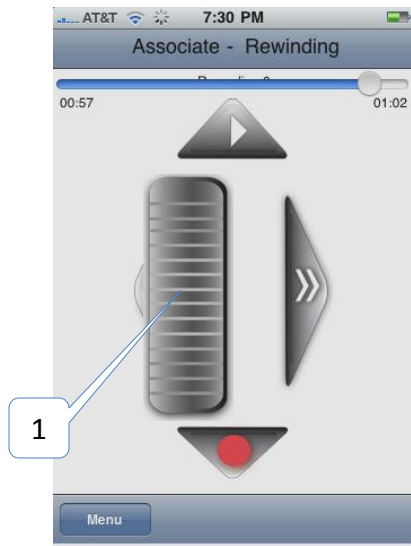 AT&T 7:30 PM
Associate - Rewinding
00:57 01:02
1
Menu